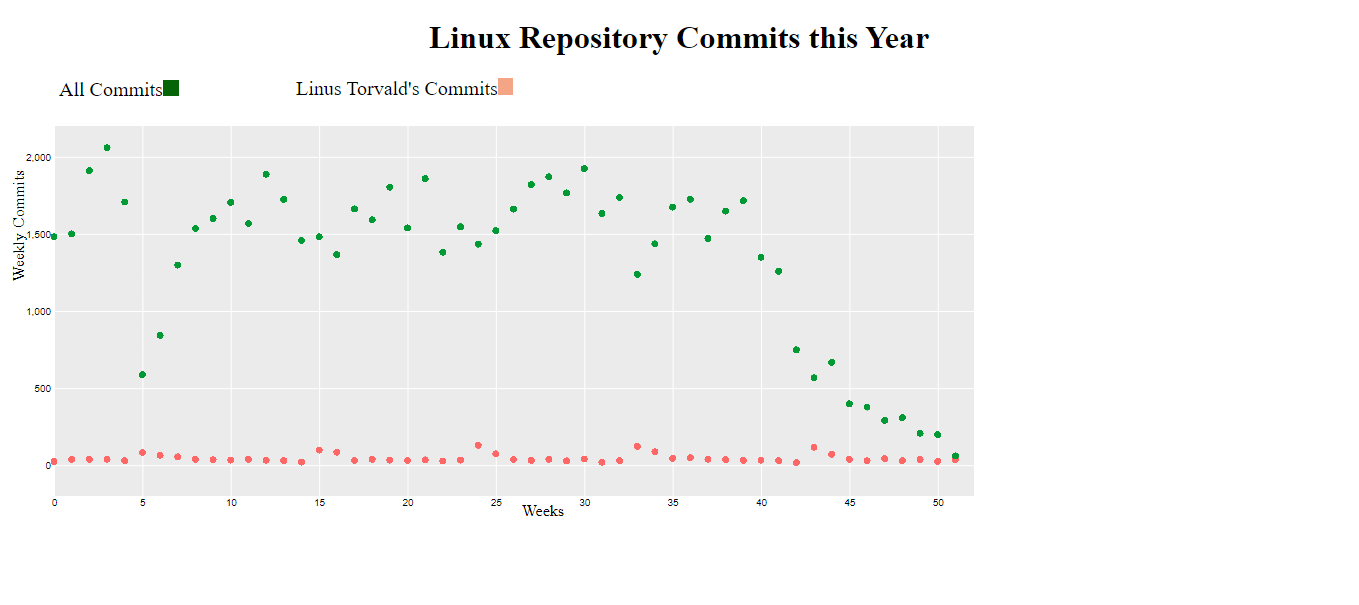 Linux Repository Commits this Year
All Commits
Linus Torvald's Commits
Weekly Commits
2,000
1,500
1,000
500
0
0 5 10 15 20 25 30 35 40 45 50
Weeks